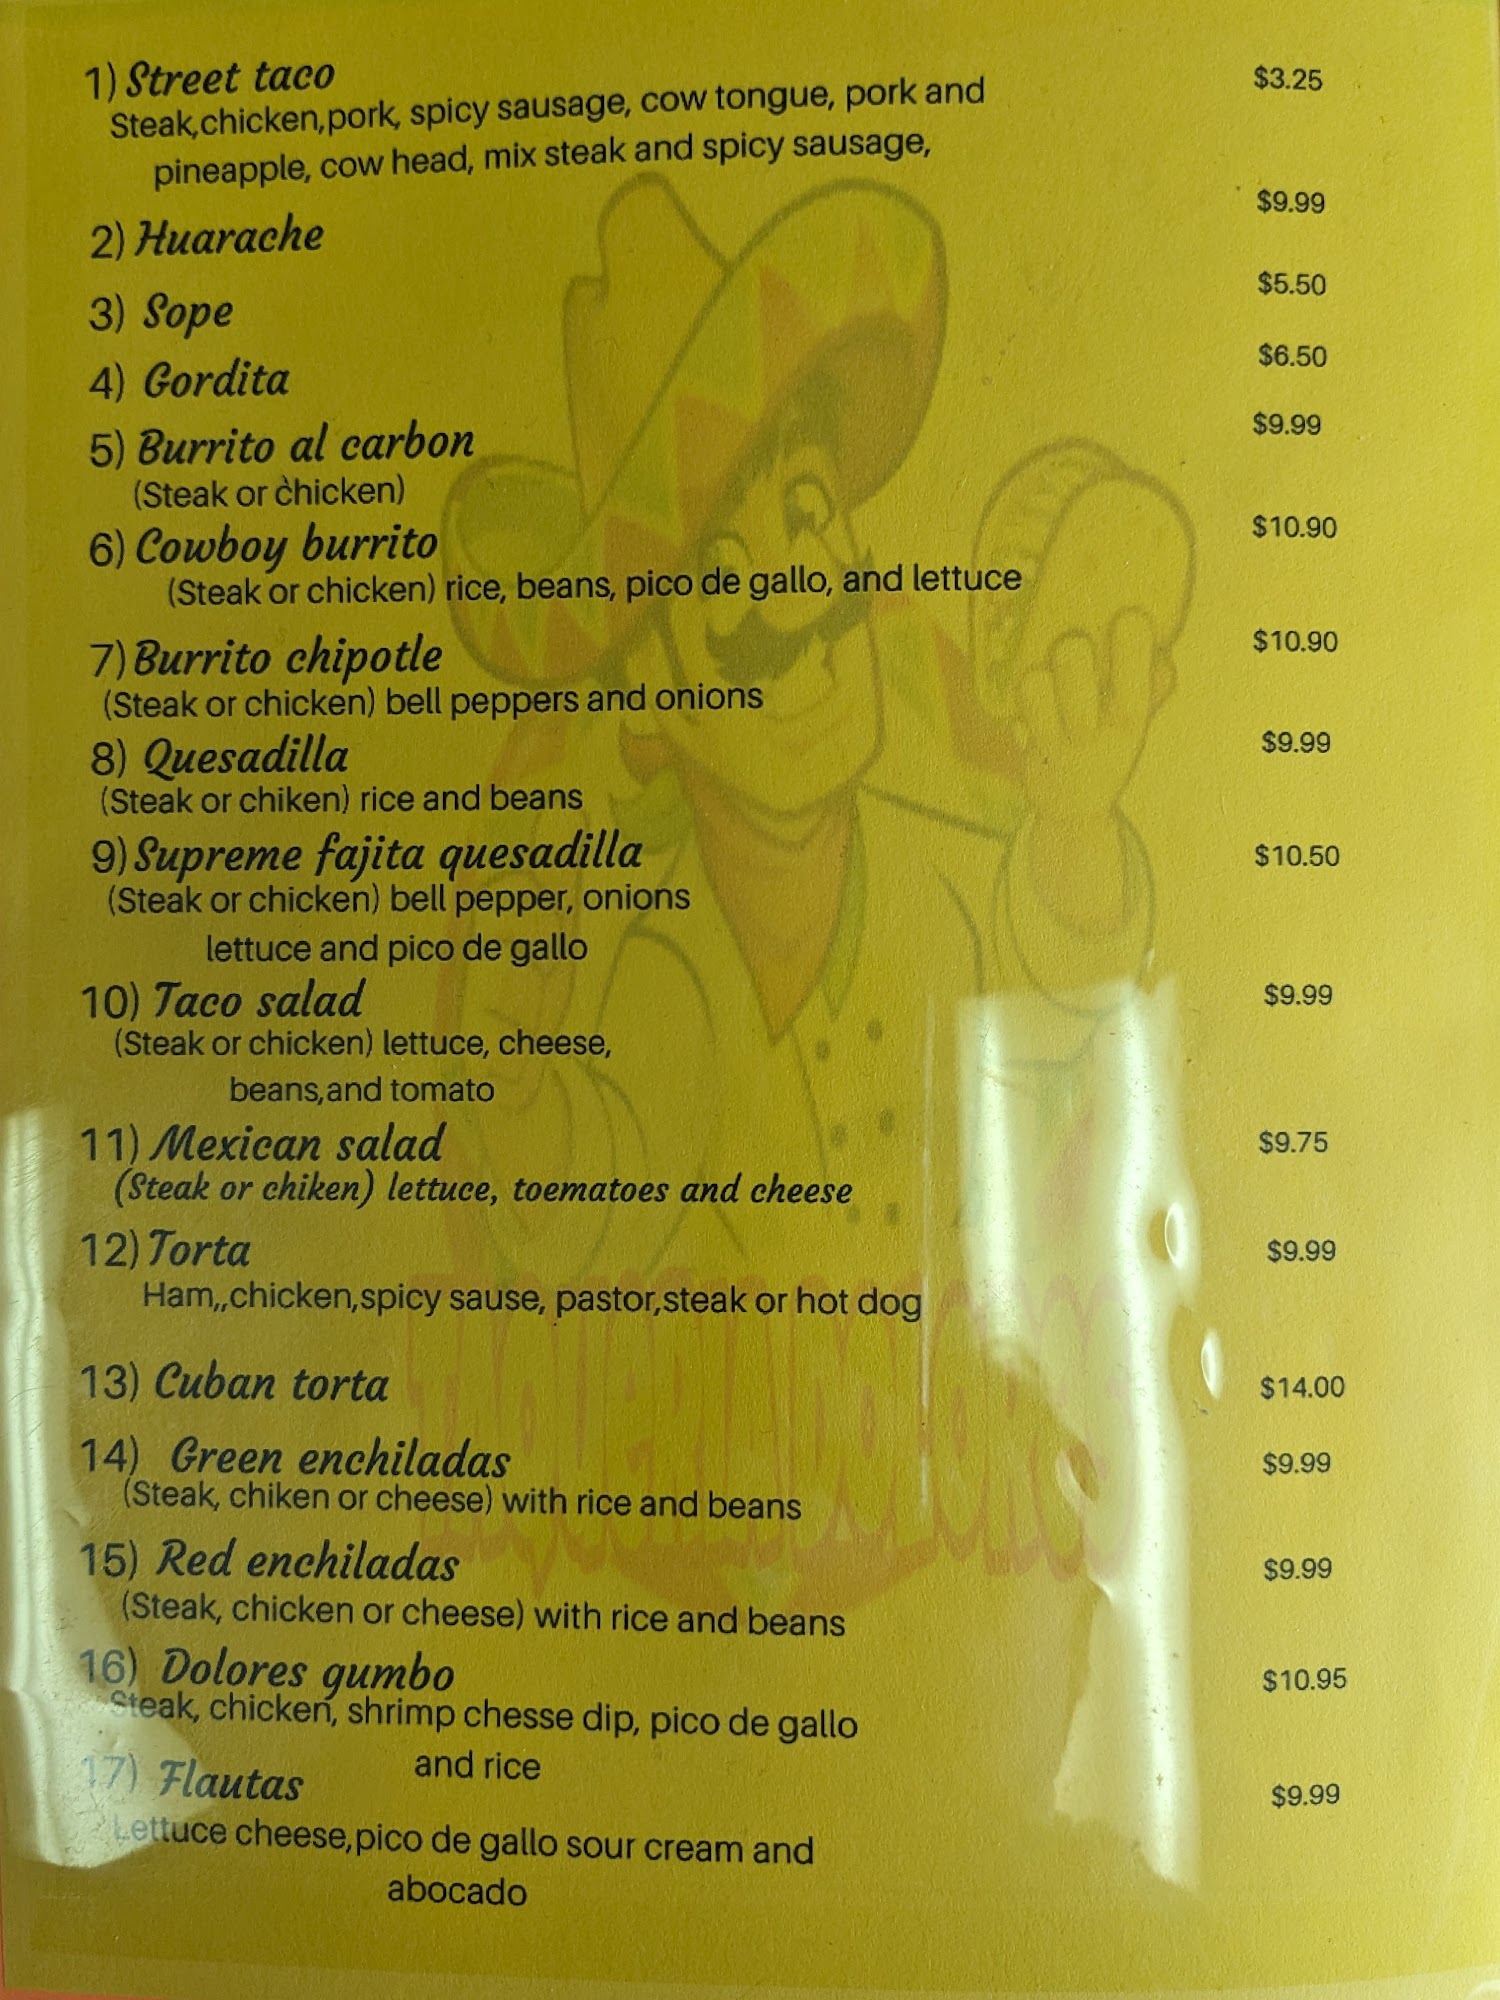 1) Street taco $3.25
Steak,chicken,pork, spicy sausage, cow tongue, pork and
pineapple, cow head, mix steak and spicy sausage,
2) Huarache $9.99
3) Sope $5.50
4) Gordita $6.50
5) Burrito al carbon $9.99
(Steak or chicken)
6) Cowboy burrito $10.90
(Steak or chicken) rice, beans, pico de gallo, and lettuce
7) Burrito chipotle $10.90
(Steak or chicken) bell peppers and onions
8) Quesadilla $9.99
(Steak or chiken) rice and beans
9) Supreme fajita quesadilla $10.50
(Steak or chicken) bell pepper, onions
lettuce and pico de gallo
10) Taco salad $9.99
(Steak or chicken) lettuce, cheese,
beans,and tomato
11) Mexican salad $9.75
(Steak or chiken) lettuce, toematoes and cheese
12) Torta $9.99
Ham,,chicken,spicy sause, pastor,steak or hot dog
13) Cuban torta $14.00
14) Green enchiladas $9.99
(Steak, chiken or cheese) with rice and beans
15) Red enchiladas $9.99
(Steak, chicken or cheese) with rice and beans
16) Dolores gumbo $10.95
Steak, chicken, shrimp chesse dip, pico de gallo
and rice
17) Flautas $9.99
Lettuce cheese,pico de gallo sour cream and
abocado